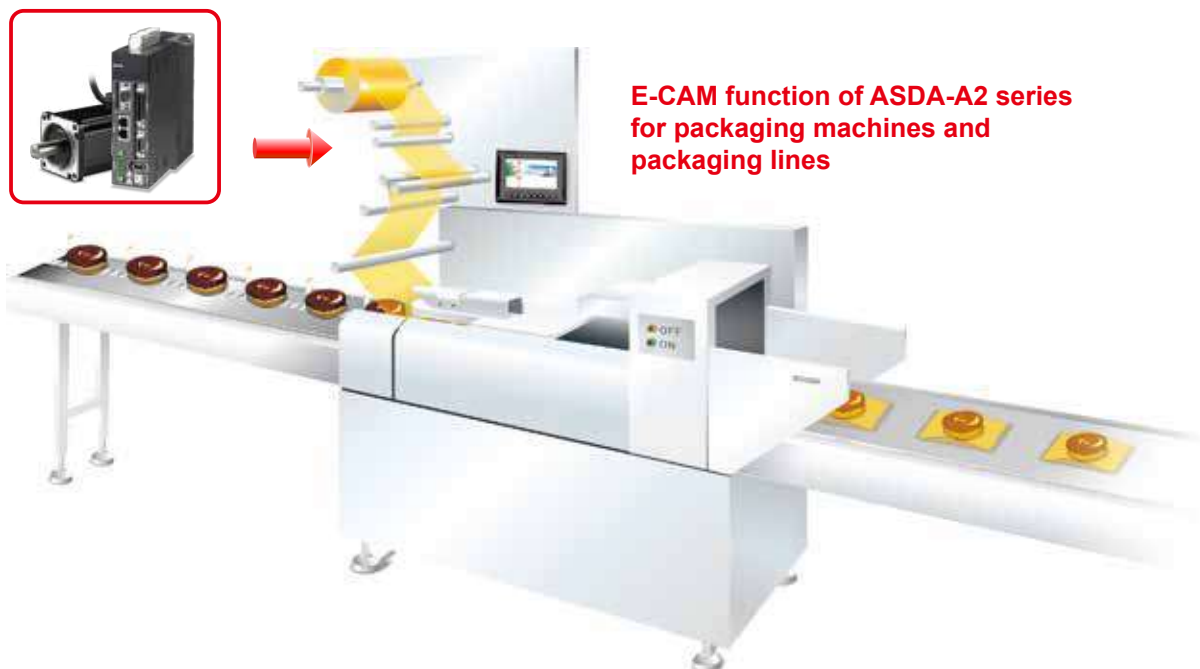 E-CAM function of ASDA-A2 series
for packaging machines and
packaging lines
OFF
ON